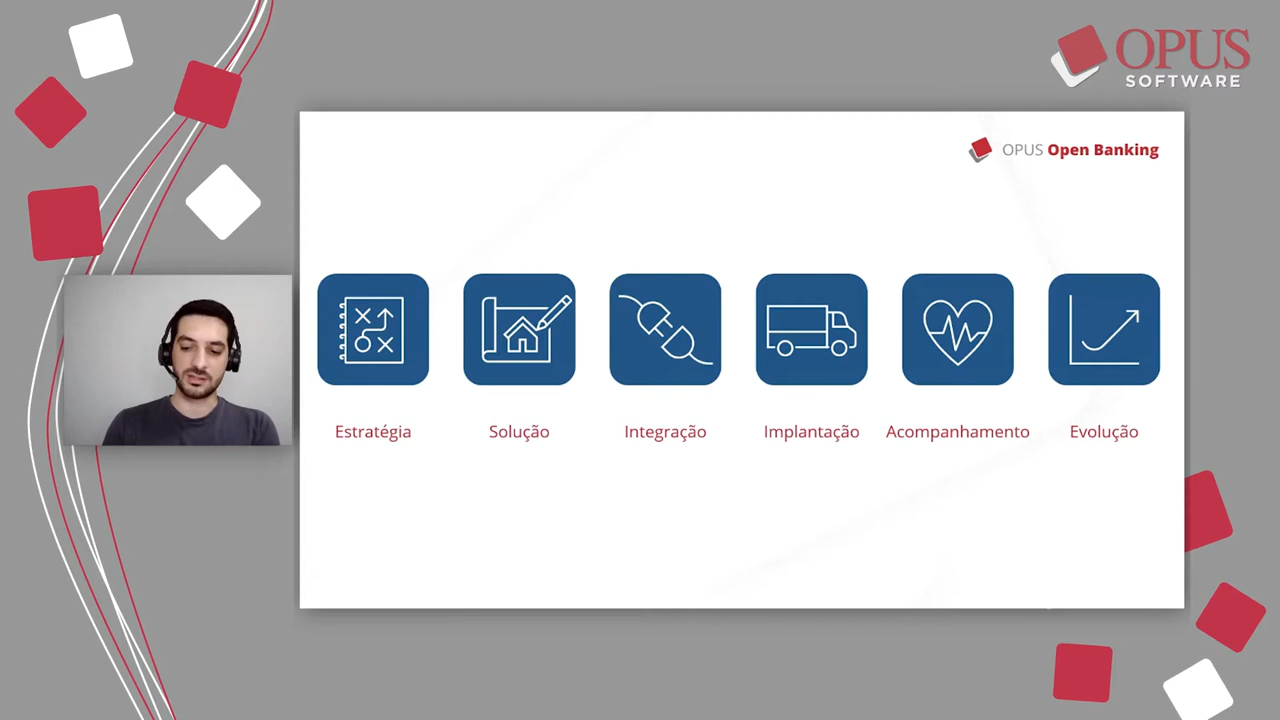 OPUS
SOFTWARE
OPUS Open Banking
Estratégia
Solução
Integração
Implantação
Acompanhamento
Evolução